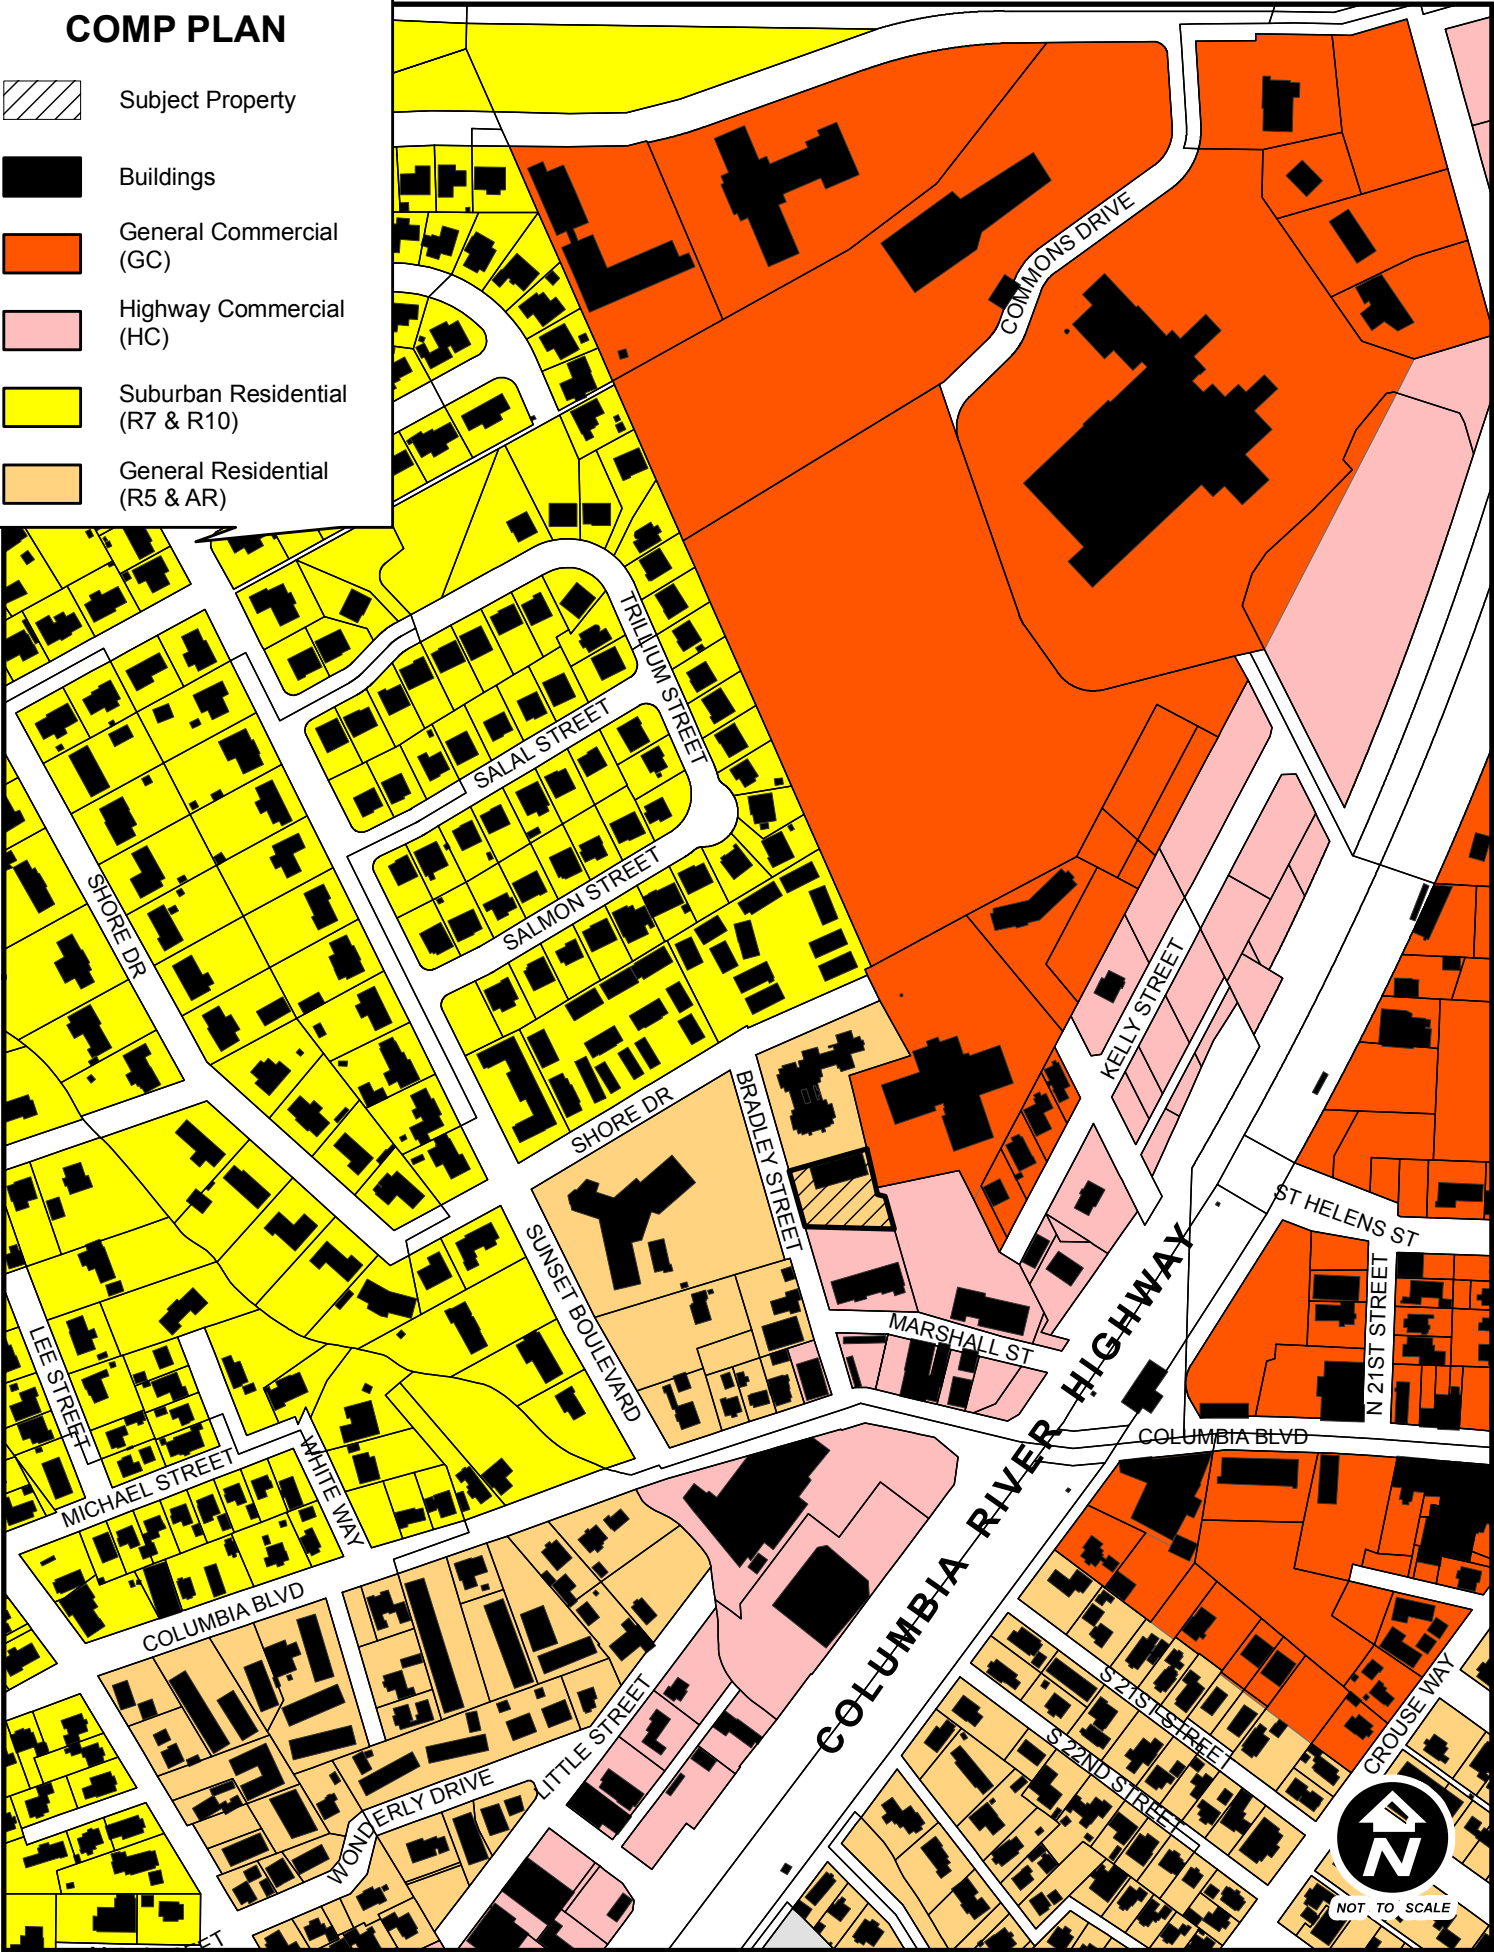 COMP PLAN
Subject Property
Buildings
General Commercial
(GC)
Highway Commercial
(HC)
Suburban Residential
(R7 & R10)
General Residential
(R5 & AR)
COMMONS DRIVE
TRILLIUM STREET
SALAL STREET
SALMON STREET
SHORE DR
KELLY STREET
BRADLEY STREET
SHORE DR
ST HELENS ST
SUNSET BOULEVARD
N 21ST STREET
LEE STREET
MARSHALL ST
COLUMBIA RIVER HIGHWAY
COLUMBIA BLVD
MICHAEL STREET
WHITE WAY
COLUMBIA BLVD
S 21ST STREET
CROUSE WAY
LITTLE STREET
S 22ND STREET
WONDERLY DRIVE
N
NOT TO SCALE